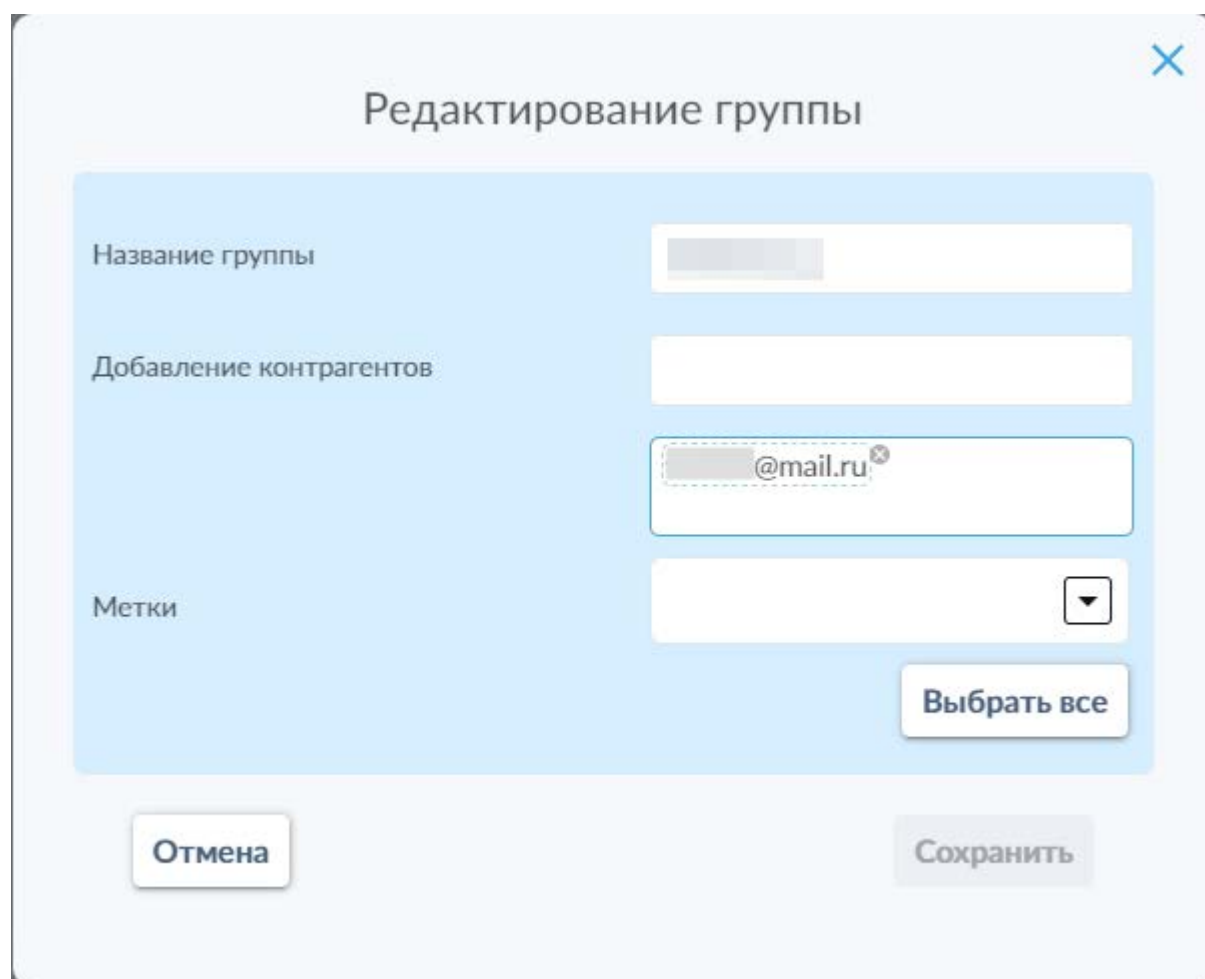 Редактирование группы
Название группы
Добавление контрагентов
@mail.ru
Метки
Выбрать все
Отмена
Сохранить